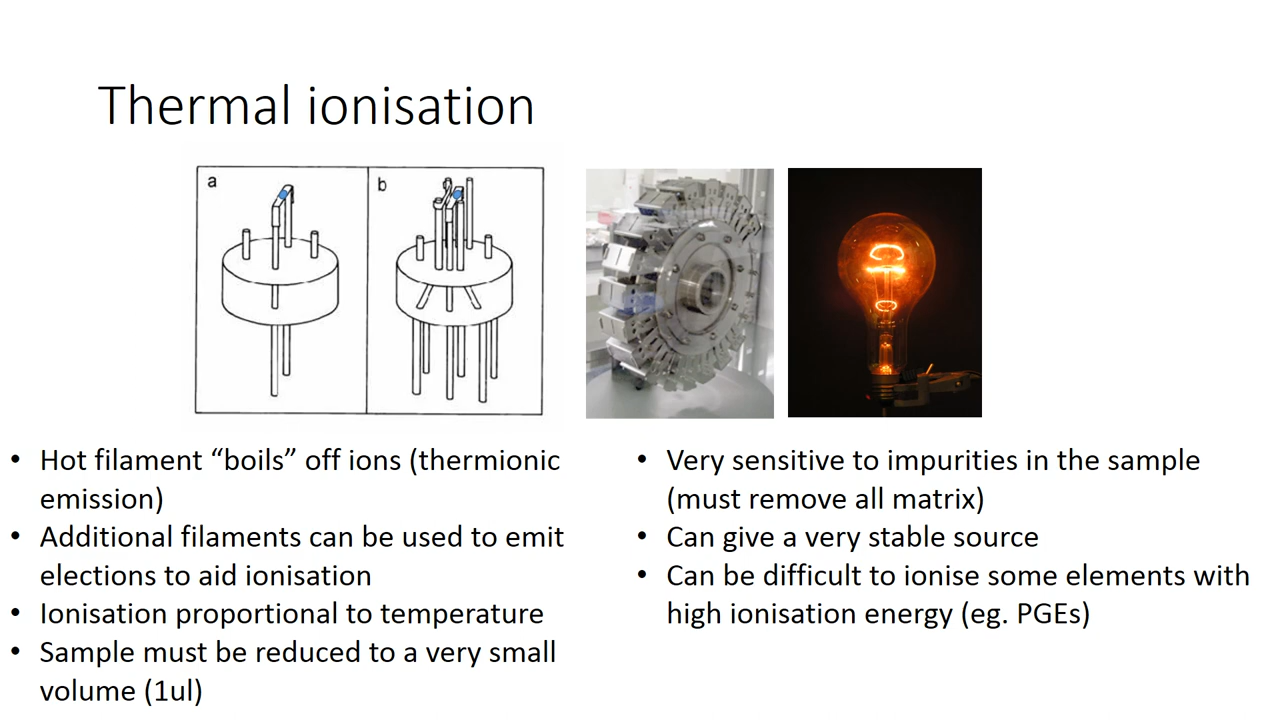 Thermal ionisation
a
b
• Hot filament “boils” off ions (thermionic
emission)
• Additional filaments can be used to emit
elections to aid ionisation
• Ionisation proportional to temperature
• Sample must be reduced to a very small
volume (1ul)
• Very sensitive to impurities in the sample
(must remove all matrix)
• Can give a very stable source
• Can be difficult to ionise some elements with
high ionisation energy (eg. PGEs)